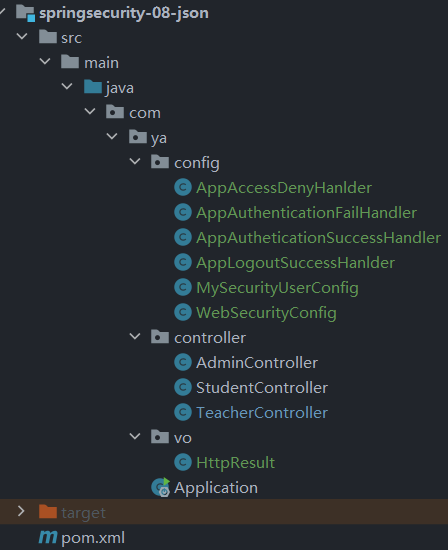 springsecurity-08-json
src
main
java
com
ya
config
AppAccessDenyHanlder
AppAuthenticationFailHandler
AppAutheticationSuccessHandler
AppLogoutSuccessHanlder
MySecurityUserConfig
WebSecurityConfig
controller
AdminController
StudentController
TeacherController
vo
HttpResult
Application
target
pom.xml